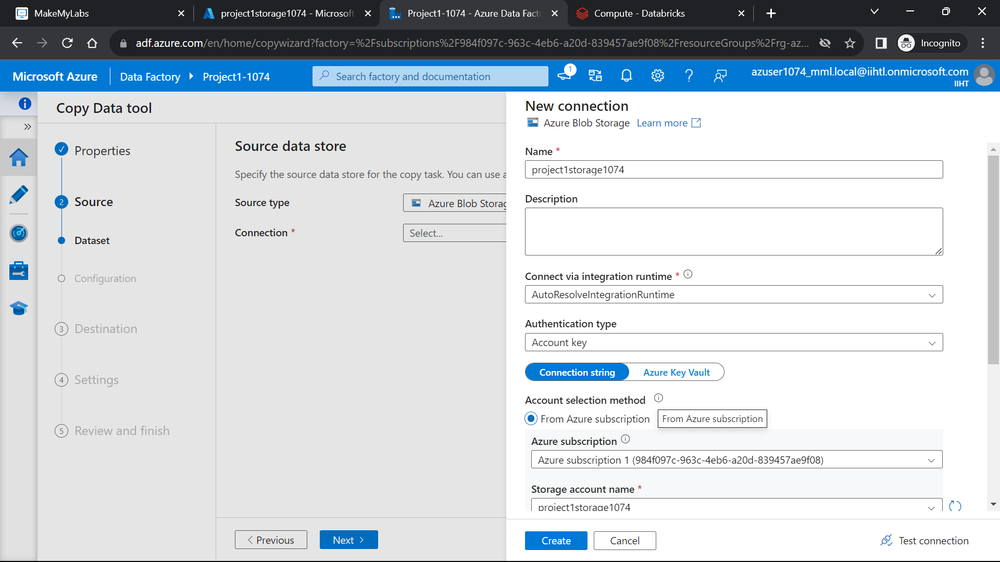 MakeMyLabs
project1storage1074 - Microsoft
Project1-1074 - Azure Data Facto
Compute - Databricks
adf.azure.com/en/home/copywizard?factory=%2Fsubscriptions%2F984f097c-963c-4eb6-a20d-839457ae9f08%2FresourceGroups%2Frg-az...
Incognito
Microsoft Azure
Data Factory
Project1-1074
Search factory and documentation
1
azuser1074_mml.local@iihtl.onmicrosoft.com
IIHT
Copy Data tool
Properties
2 Source
Dataset
Configuration
3 Destination
4 Settings
5 Review and finish
Source data store
Specify the source data store for the copy task. You can use a
Source type
Azure Blob Storag
Connection *
Select...
< Previous
Next >
New connection
Azure Blob Storage Learn more
Name *
project1storage1074
Description
Connect via integration runtime *
AutoResolveIntegrationRuntime
Authentication type
Account key
Connection string
Azure Key Vault
Account selection method
From Azure subscription
From Azure subscription
Azure subscription
Azure subscription 1 (984f097c-963c-4eb6-a20d-839457ae9f08)
Storage account name *
project1storage1074
Create
Cancel
Test connection